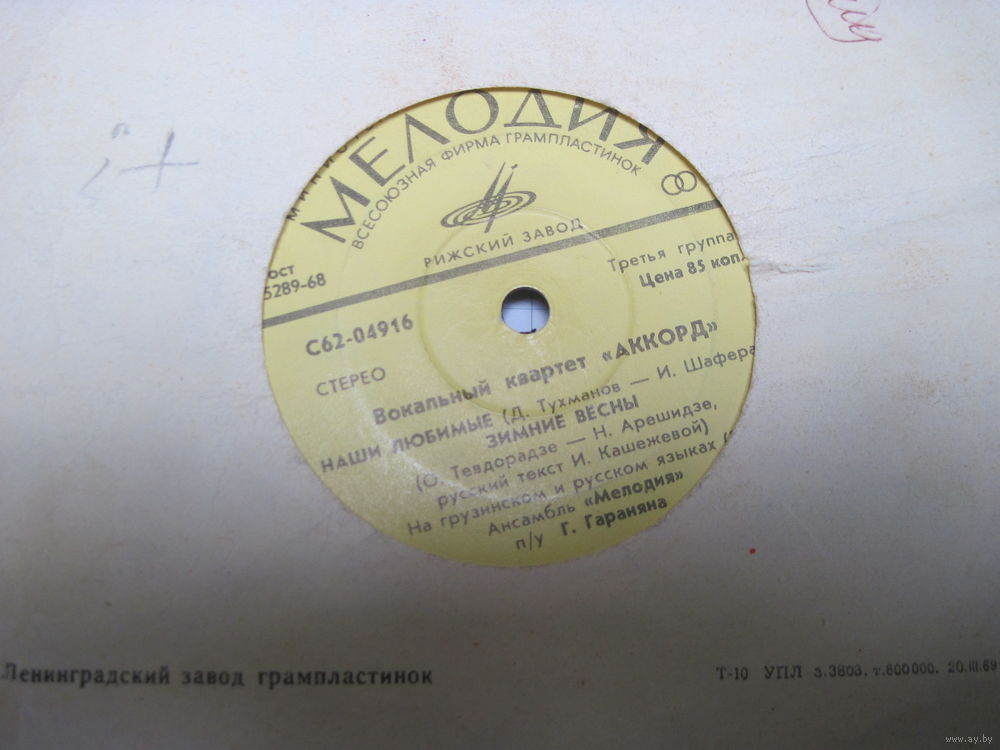 МЕЛОДИЯ
ВСЕСОЮЗНАЯ ФИРМА ГРАМПЛАСТИНОК
РИЖСКИЙ ЗАВОД
ОСТ
5289-68
Третья группа
Цена 85 коп.
С62-04916
СТЕРЕО
Вокальный квартет «АККОРД»
НАШИ ЛЮБИМЫЕ (Д. Тухманов — И. Шафера
ЗИМНИЕ ВЕСНЫ
(О. Тевдорадзе — Н. Арешидзе,
русский текст И. Кашежевой)
На грузинском и русском языках
Ансамбль «Мелодия»
п/у Г. Гараняна
Ленинградский завод грампластинок
Т-10 УПЛ з.3803. т.600000. 20.III.69
www.ay.by